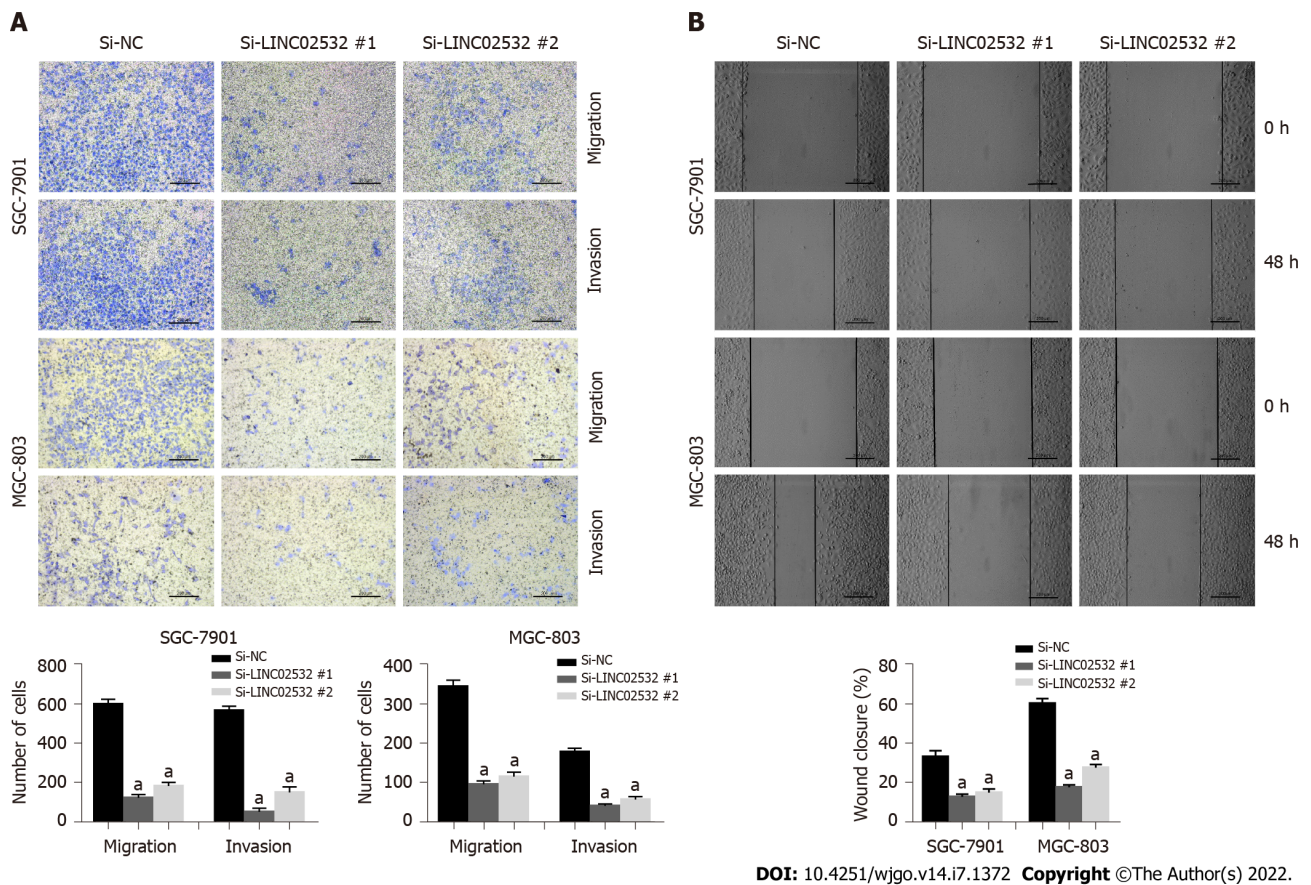 A
Si-NC Si-LINC02532 #1 Si-LINC02532 #2
SGC-7901
Migration
Invasion
MGC-803
Migration
Invasion
SGC-7901
Si-NC
Si-LINC02532 #1
Si-LINC02532 #2
Number of cells
800
600
400
200
0
a a a a
Migration Invasion
MGC-803
Si-NC
Si-LINC02532 #1
Si-LINC02532 #2
Number of cells
400
300
200
100
0
a a a a
Migration Invasion
B
Si-NC Si-LINC02532 #1 Si-LINC02532 #2
SGC-7901
0 h
48 h
MGC-803
0 h
48 h
Si-NC
Si-LINC02532 #1
Si-LINC02532 #2
Wound closure (%)
80
60
40
20
0
a a a a
SGC-7901 MGC-803
DOI: 10.4251/wjgo.v14.i7.1372 Copyright ©The Author(s) 2022.